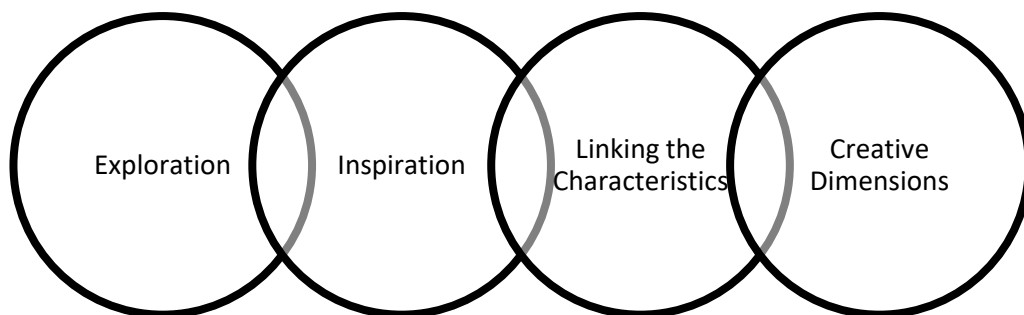 Exploration
Inspiration
Linking the
Characteristics
Creative
Dimensions